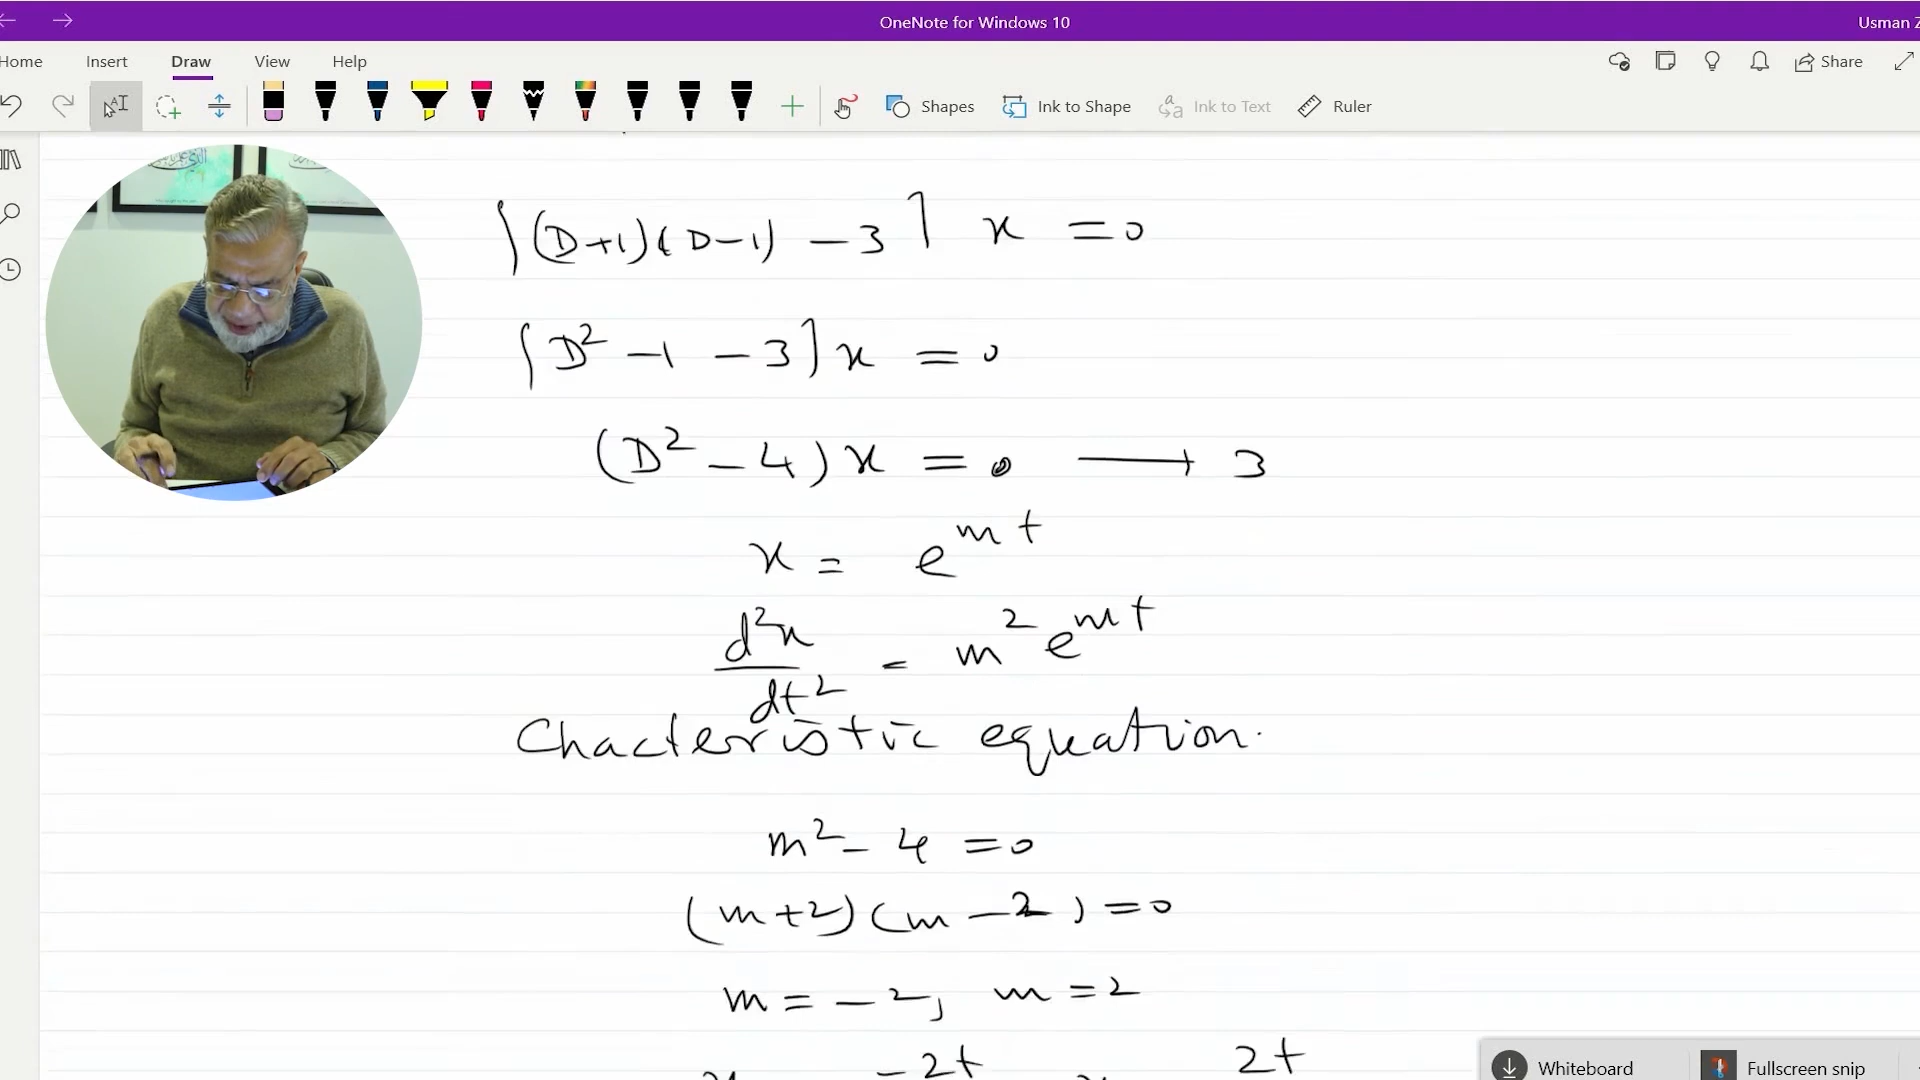 OneNote for Windows 10
Usman Z
Home Insert Draw View Help
Share
Shapes Ink to Shape Ink to Text Ruler
[(D+1)(D-1) - 3] x = 0
[D² - 1 - 3] x = 0
(D² - 4) x = 0 → 3
x = e^{mt}
d²x/dt² = m² e^{mt}
Chacteristic equation.
m² - 4 = 0
(m+2)(m-2) = 0
m = -2, m = 2
-2t 2t
Whiteboard Fullscreen snip